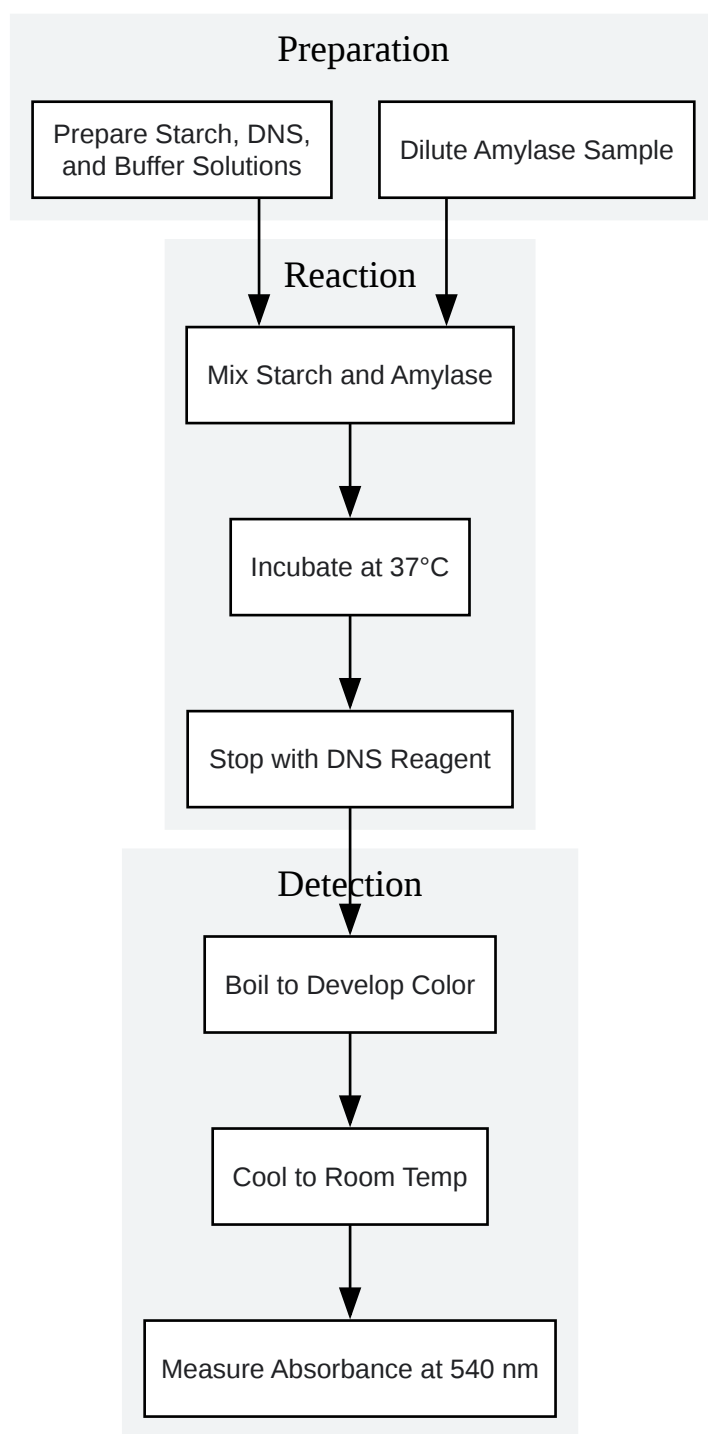 Preparation
Prepare Starch, DNS,
and Buffer Solutions
Dilute Amylase Sample
Reaction
Mix Starch and Amylase
Incubate at 37°C
Stop with DNS Reagent
Detection
Boil to Develop Color
Cool to Room Temp
Measure Absorbance at 540 nm